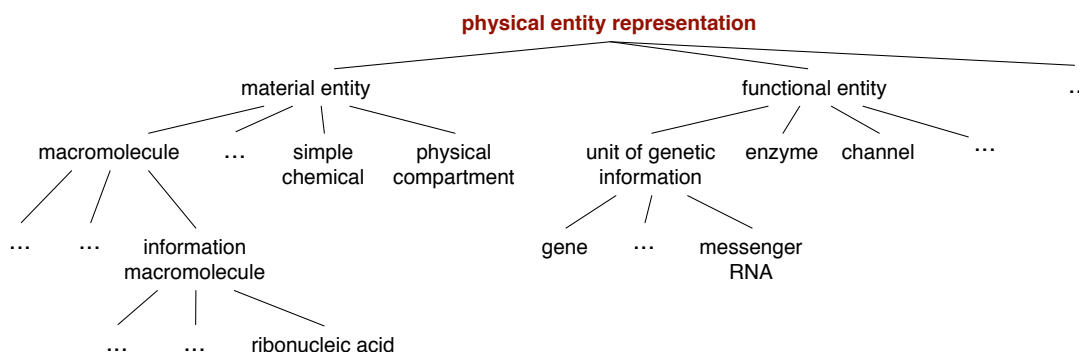 physical entity representation
material entity
functional entity
...
macromolecule
...
simple
chemical
physical
compartment
unit of genetic
information
enzyme
channel
...
...
...
information
macromolecule
gene
...
messenger
RNA
...
...
ribonucleic acid